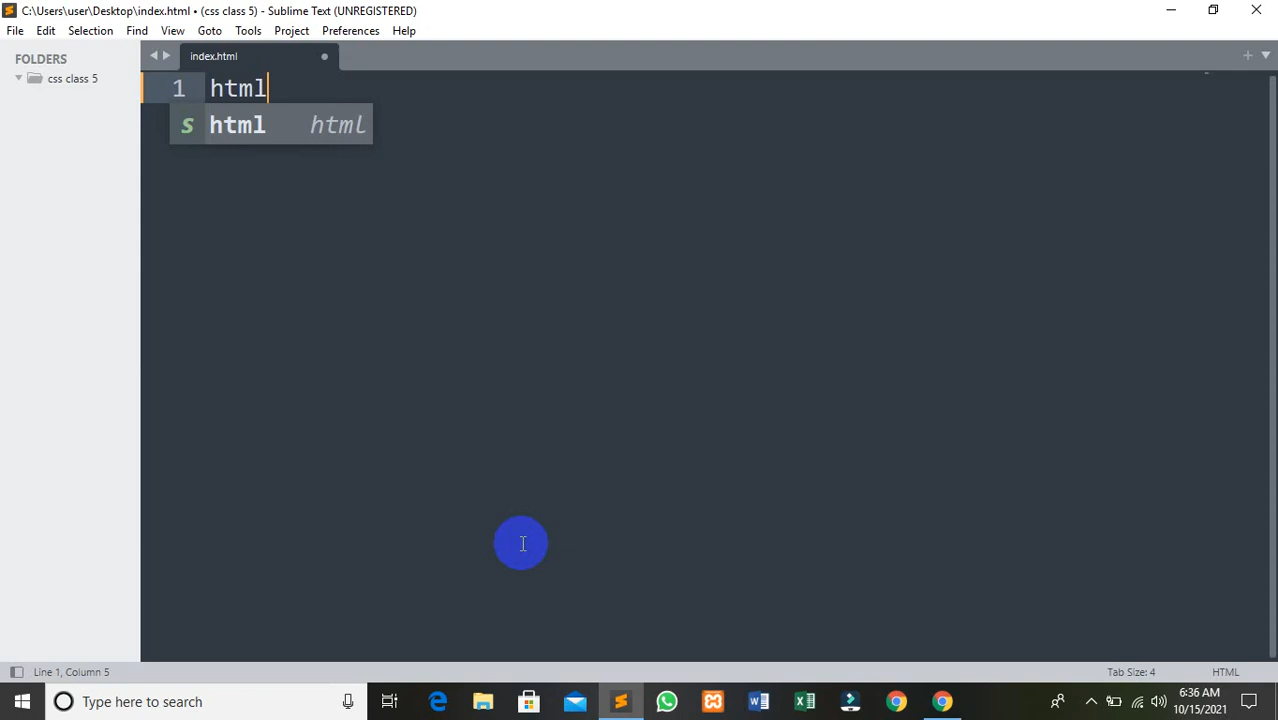 C:\Users\user\Desktop\index.html • (css class 5) - Sublime Text (UNREGISTERED)
File Edit Selection Find View Goto Tools Project Preferences Help
FOLDERS
css class 5
index.html
1 html
s html html
Line 1, Column 5
Tab Size: 4
HTML
Type here to search
6:36 AM
10/15/2021